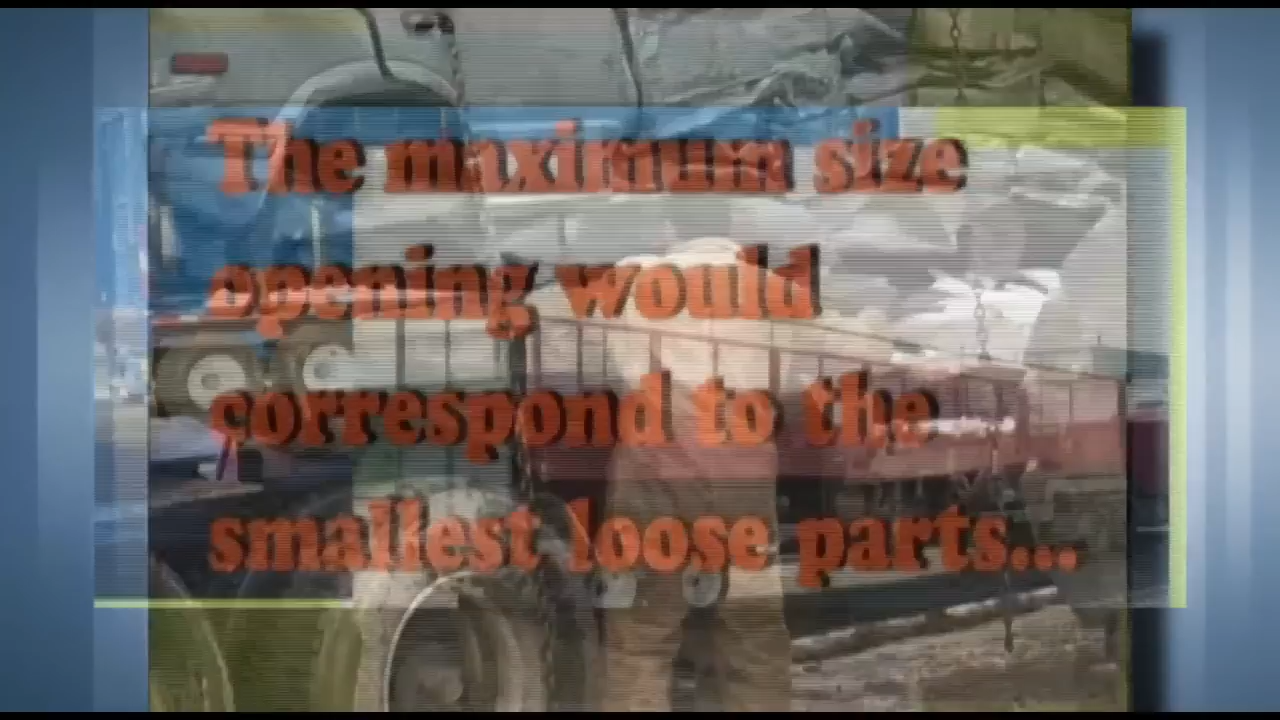 The maximum size
opening would
correspond to the
smallest loose parts...